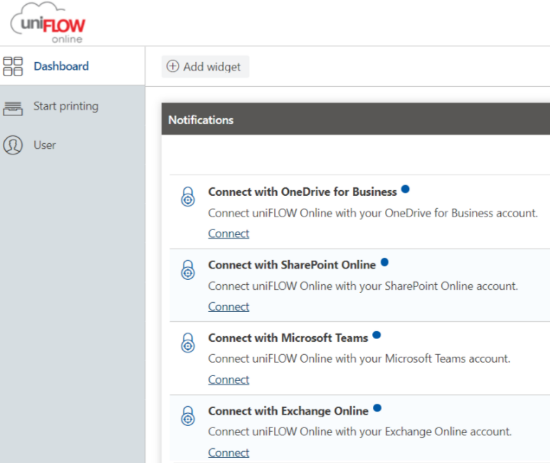 uniFLOW
online
Dashboard
Add widget
Start printing
Notifications
User
Connect with OneDrive for Business
Connect uniFLOW Online with your OneDrive for Business account.
Connect
Connect with SharePoint Online
Connect uniFLOW Online with your SharePoint Online account.
Connect
Connect with Microsoft Teams
Connect uniFLOW Online with your Microsoft Teams account.
Connect
Connect with Exchange Online
Connect uniFLOW Online with your Exchange Online account.
Connect